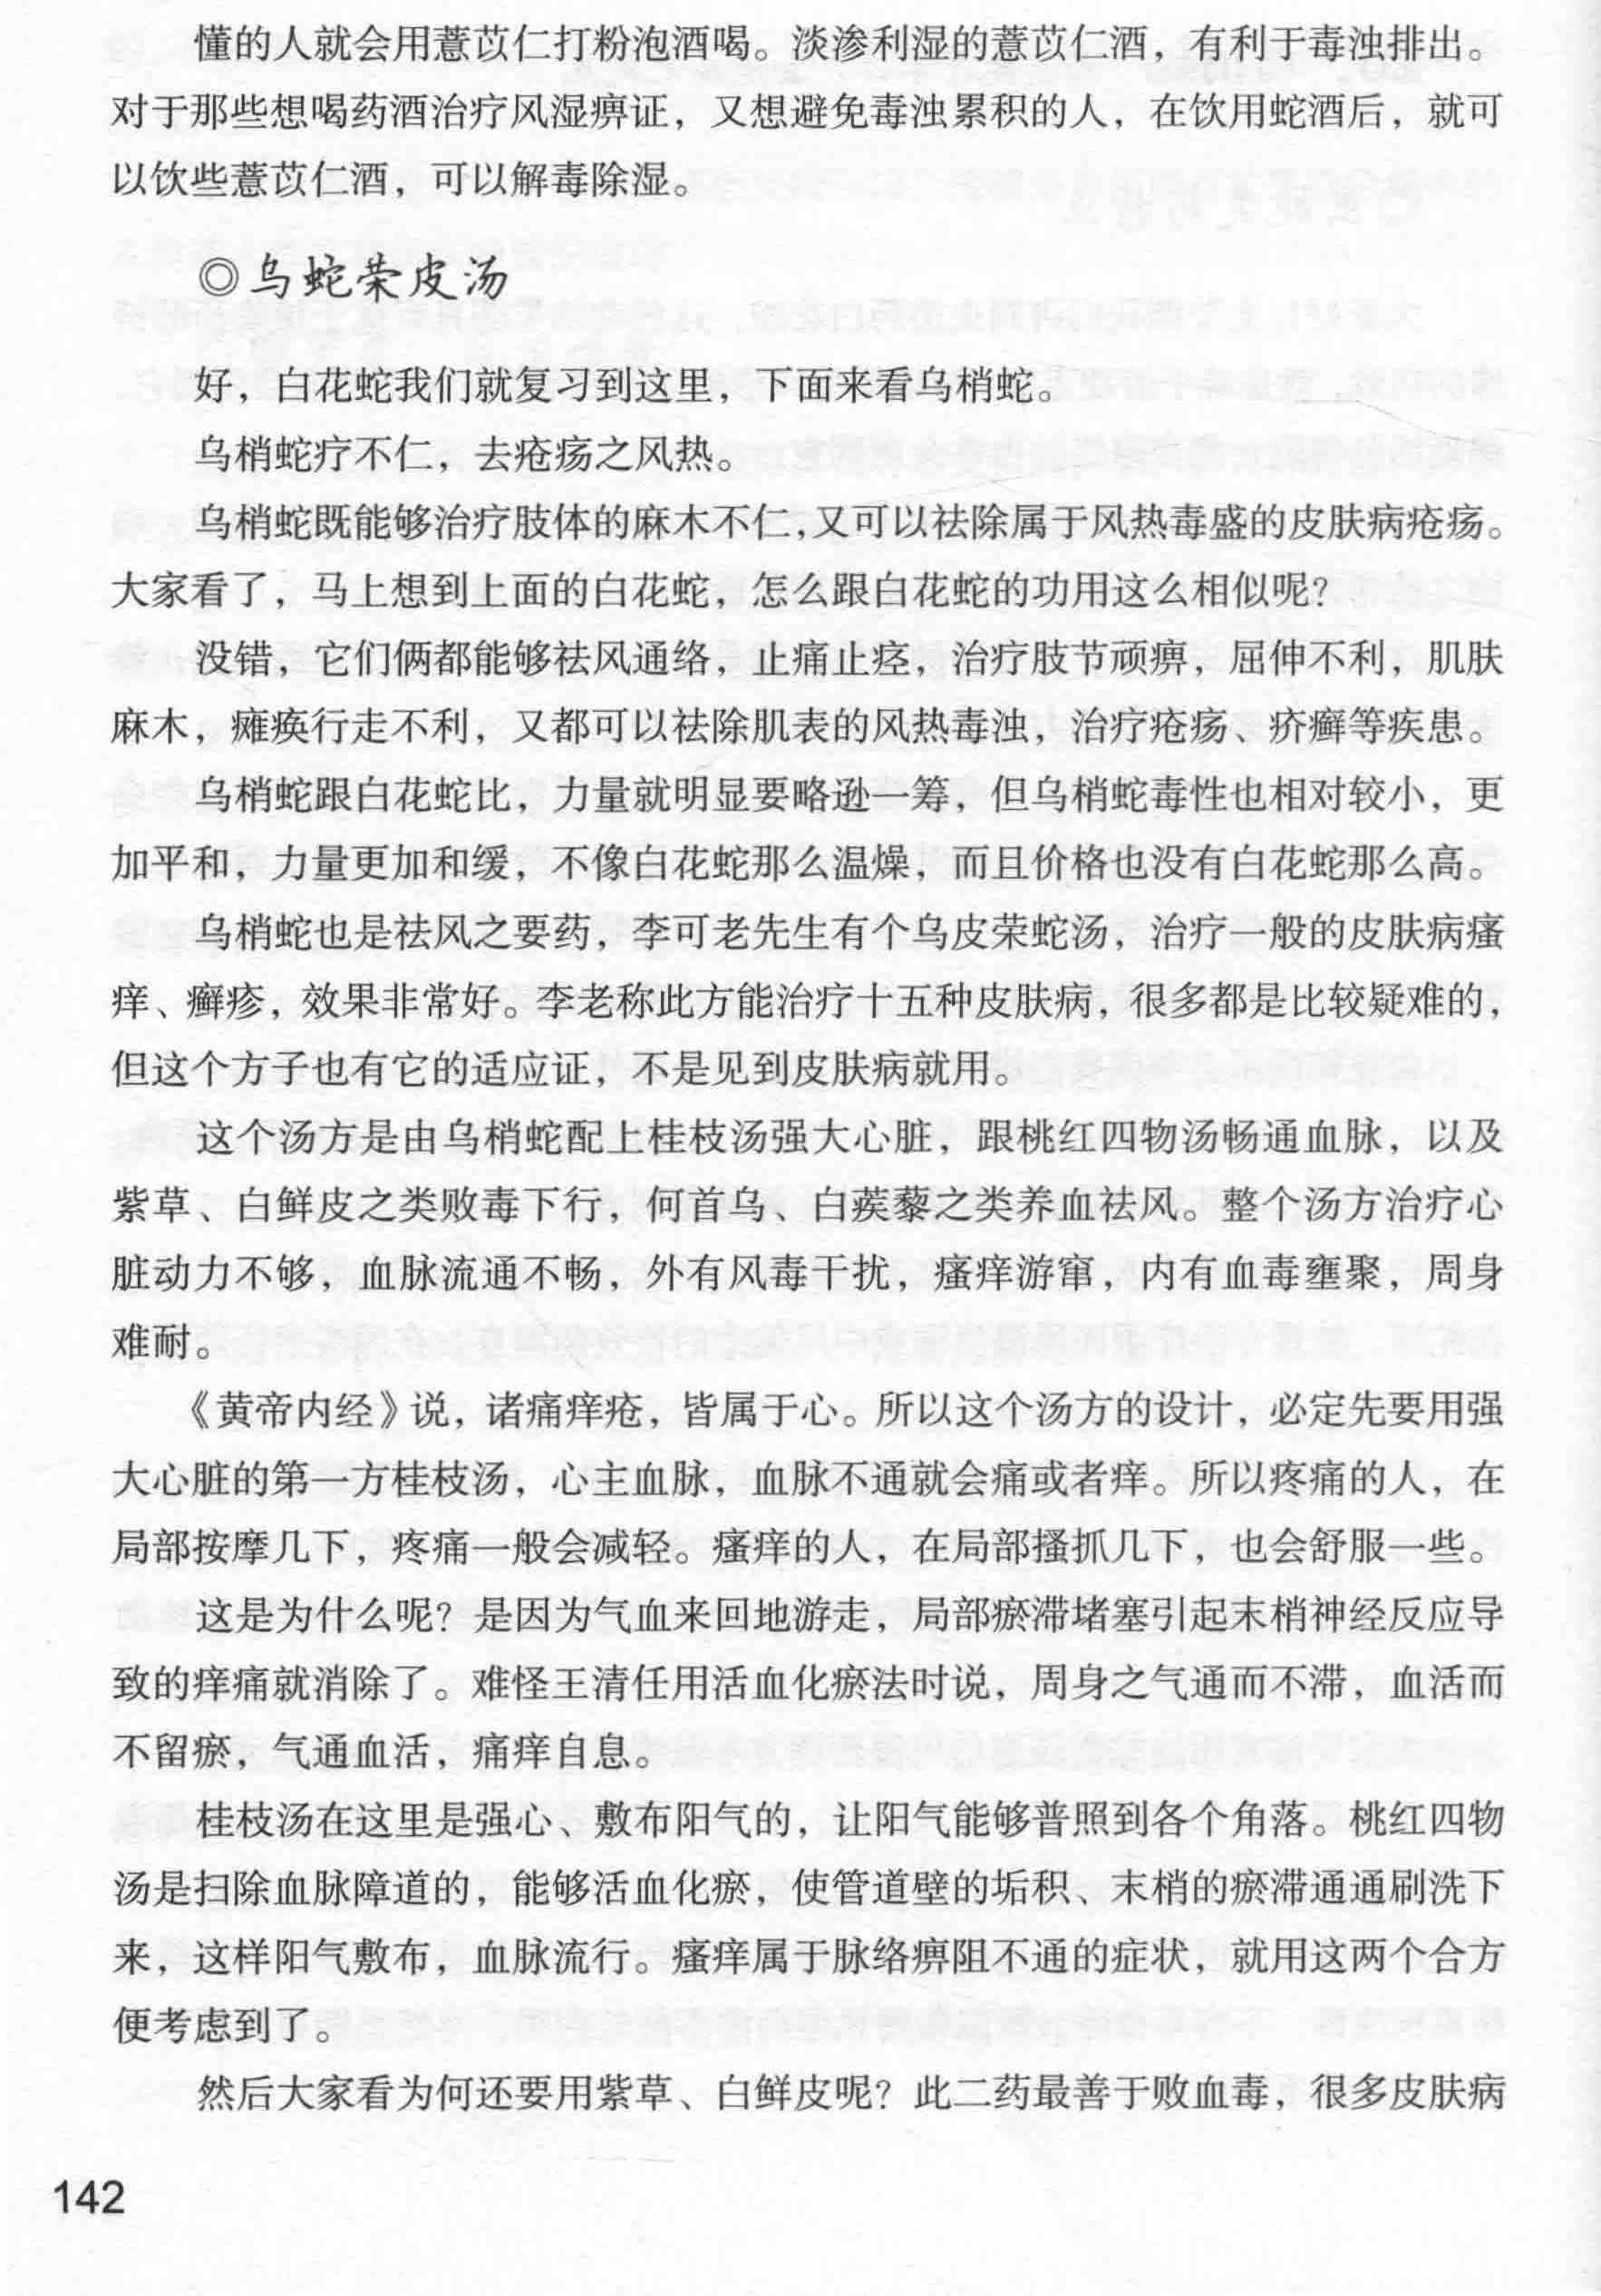 懂的人就会用薏苡仁打粉泡酒喝。淡渗利湿的薏苡仁酒，有利于毒浊排出。
对于那些想喝药酒治疗风湿痹证，又想避免毒浊累积的人，在饮用蛇酒后，就可
以饮些薏苡仁酒，可以解毒除湿。
◎乌蛇荣皮汤
好，白花蛇我们就复习到这里，下面来看乌梢蛇。
乌梢蛇疗不仁，去疮疡之风热。
乌梢蛇既能够治疗肢体的麻木不仁，又可以祛除属于风热毒盛的皮肤病疮疡。
大家看了，马上想到上面的白花蛇，怎么跟白花蛇的功用这么相似呢？
没错，它们俩都能够祛风通络，止痛止痉，治疗肢节顽痹，屈伸不利，肌肤
麻木，瘫痪行走不利，又都可以祛除肌表的风热毒浊，治疗疮疡、疥癣等疾患。
乌梢蛇跟白花蛇比，力量就明显要略逊一筹，但乌梢蛇毒性也相对较小，更
加平和，力量更加和缓，不像白花蛇那么温燥，而且价格也没有白花蛇那么高。
乌梢蛇也是祛风之要药，李可老先生有个乌皮荣蛇汤，治疗一般的皮肤病瘙
痒、癣疹，效果非常好。李老称此方能治疗十五种皮肤病，很多都是比较疑难的，
但这个方子也有它的适应证，不是见到皮肤病就用。
这个汤方是由乌梢蛇配上桂枝汤强大心脏，跟桃红四物汤畅通血脉，以及
紫草、白鲜皮之类败毒下行，何首乌、白蒺藜之类养血祛风。整个汤方治疗心
脏动力不够，血脉流通不畅，外有风毒干扰，瘙痒游窜，内有血毒壅聚，周身
难耐。
《黄帝内经》说，诸痛痒疮，皆属于心。所以这个汤方的设计，必定先要用强
大心脏的第一方桂枝汤，心主血脉，血脉不通就会痛或者痒。所以疼痛的人，在
局部按摩几下，疼痛一般会减轻。瘙痒的人，在局部搔抓几下，也会舒服一些。
这是为什么呢？是因为气血来回地游走，局部瘀滞堵塞引起末梢神经反应导
致的痒痛就消除了。难怪王清任用活血化瘀法时说，周身之气通而不滞，血活而
不留瘀，气通血活，痛痒自息。
桂枝汤在这里是强心、敷布阳气的，让阳气能够普照到各个角落。桃红四物
汤是扫除血脉障道的，能够活血化瘀，使管道壁的垢积、末梢的瘀滞通通刷洗下
来，这样阳气敷布，血脉流行。瘙痒属于脉络痹阻不通的症状，就用这两个合方
便考虑到了。
然后大家看为何还要用紫草、白鲜皮呢？此二药最善于败血毒，很多皮肤病
142